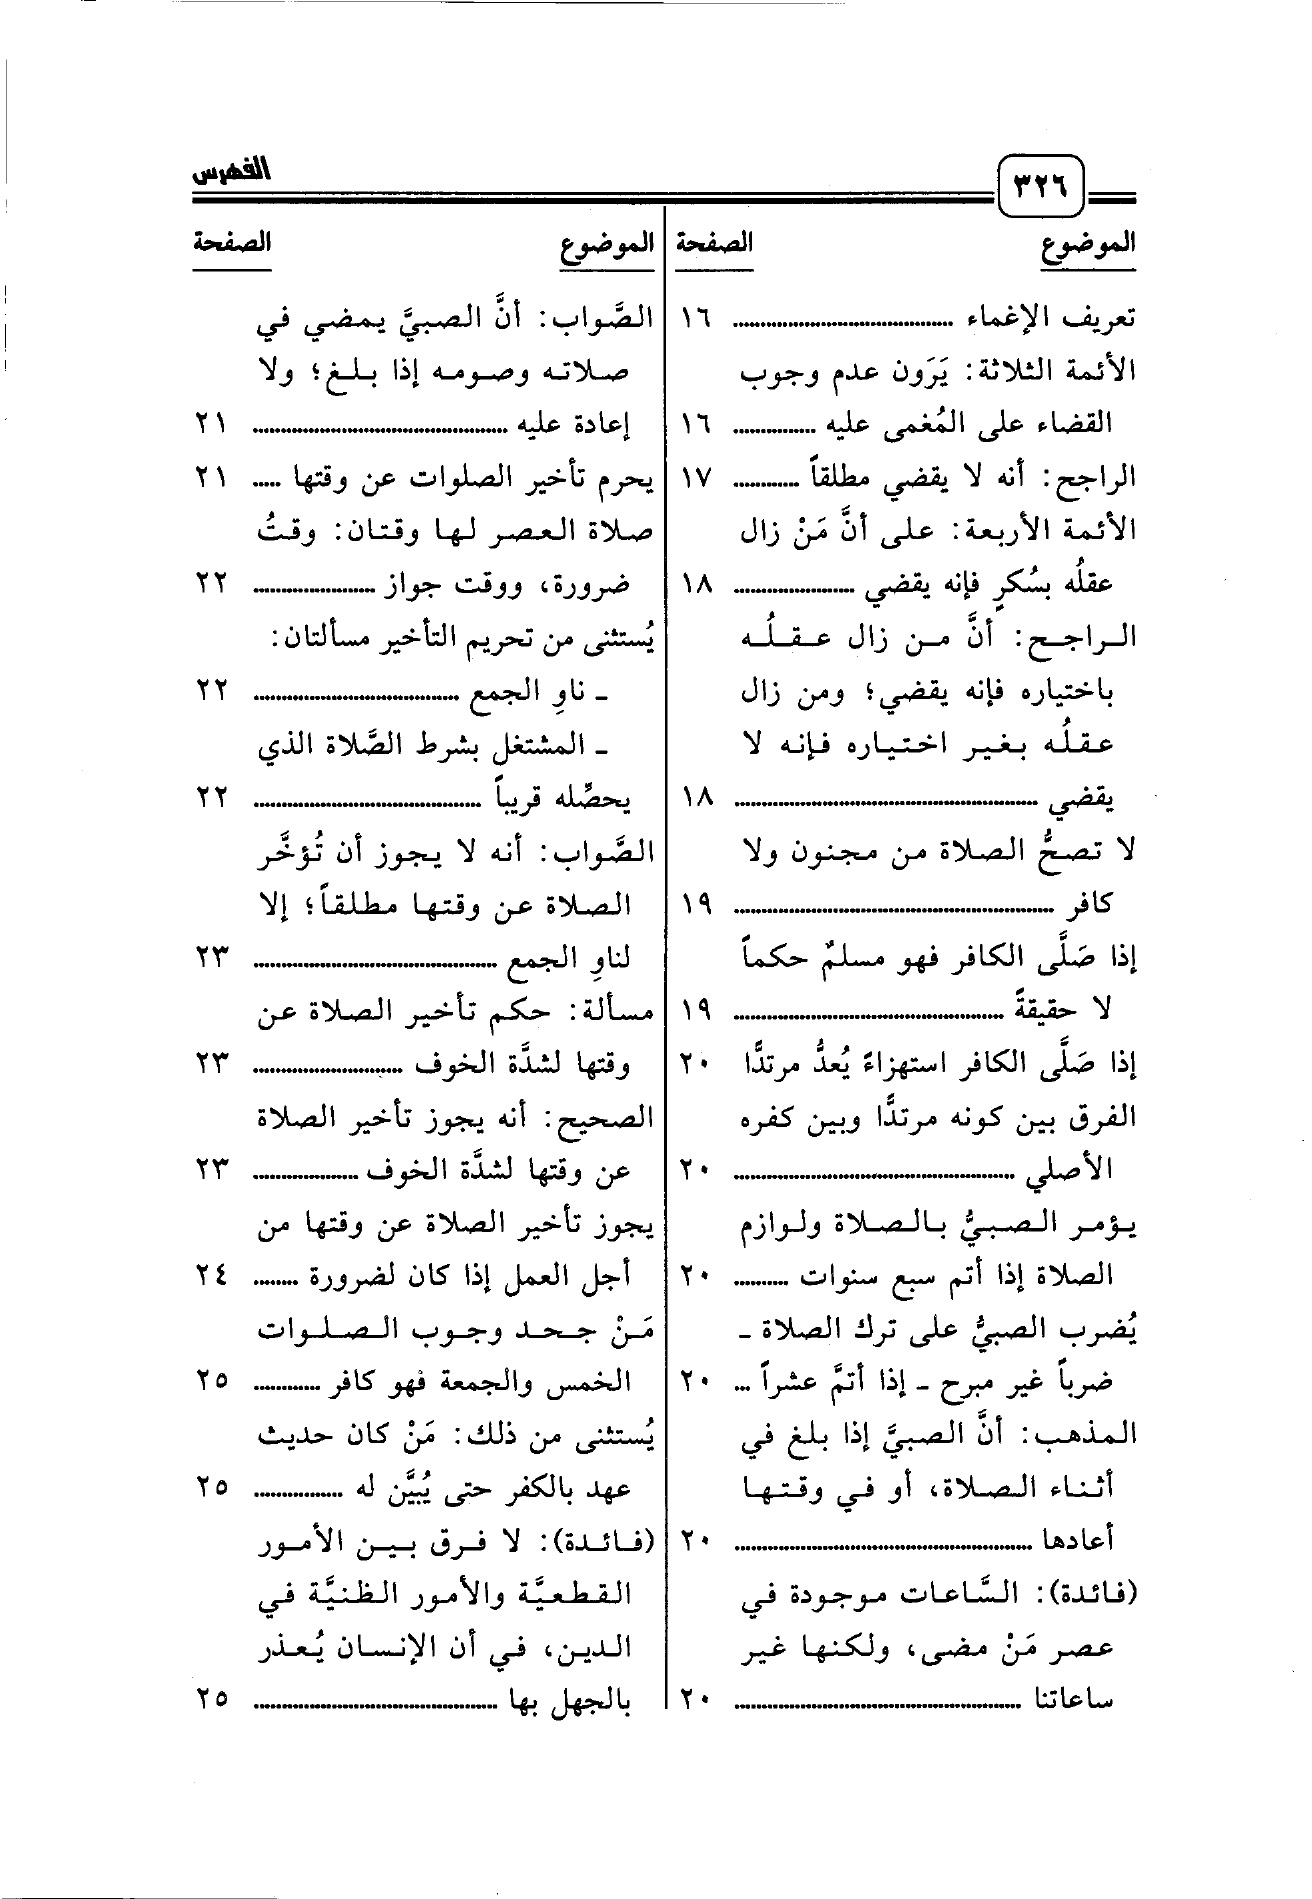 ٣٢٦
الفهرس
الموضوع الصفحة
تعريف الإغماء ........ ١٦
الأئمة الثلاثة: يَرَون عدم وجوب
القضاء على المُغمى عليه ........ ١٦
الراجح: أنه لا يقضي مطلقاً ........ ١٧
الأئمة الأربعة: على أنَّ مَنْ زال
عقلُه بسُكرٍ فإنه يقضي ........ ١٨
الراجح: أنَّ من زال عقلُه
باختياره فإنه يقضي؛ ومن زال
عقلُه بغير اختياره فإنه لا
يقضي ........ ١٨
لا تصحُّ الصلاة من مجنون ولا
كافر ........ ١٩
إذا صَلَّى الكافر فهو مسلمٌ حكماً
لا حقيقةً ........ ١٩
إذا صَلَّى الكافر استهزاءً يُعدُّ مرتدًّا ٢٠
الفرق بين كونه مرتدًّا وبين كفره
الأصلي ........ ٢٠
يؤمر الصبيُّ بالصلاة ولوازم
الصلاة إذا أتم سبع سنوات ........ ٢٠
يُضرب الصبيُّ على ترك الصلاة ـ
ضرباً غير مبرح ـ إذا أتمَّ عشراً ... ٢٠
المذهب: أنَّ الصبيَّ إذا بلغ في
أثناء الصلاة، أو في وقتها
أعادها ........ ٢٠
(فائدة): السَّاعات موجودة في
عصر مَنْ مضى، ولكنها غير
ساعاتنا ........ ٢٠
الموضوع الصفحة
الصَّواب: أنَّ الصبيَّ يمضي في
صلاته وصومه إذا بلغ؛ ولا
إعادة عليه ........ ٢١
يحرم تأخير الصلوات عن وقتها ..... ٢١
صلاة العصر لها وقتان: وقتُ
ضرورة، ووقت جواز ........ ٢٢
يُستثنى من تحريم التأخير مسألتان:
ـ ناوِ الجمع ........ ٢٢
ـ المشتغل بشرط الصَّلاة الذي
يحصِّله قريباً ........ ٢٢
الصَّواب: أنه لا يجوز أن تُؤخَّر
الصلاة عن وقتها مطلقاً؛ إلا
لناوِ الجمع ........ ٢٣
مسألة: حكم تأخير الصلاة عن
وقتها لشدَّة الخوف ........ ٢٣
الصحيح: أنه يجوز تأخير الصلاة
عن وقتها لشدَّة الخوف ........ ٢٣
يجوز تأخير الصلاة عن وقتها من
أجل العمل إذا كان لضرورة ........ ٢٤
مَنْ جحد وجوب الصلوات
الخمس والجمعة فهو كافر ........ ٢٥
يُستثنى من ذلك: مَنْ كان حديث
عهد بالكفر حتى يُبيَّن له ........ ٢٥
(فائدة): لا فرق بين الأمور
القطعيَّة والأمور الظنيَّة في
الدين، في أن الإنسان يُعذر
بالجهل بها ........ ٢٥